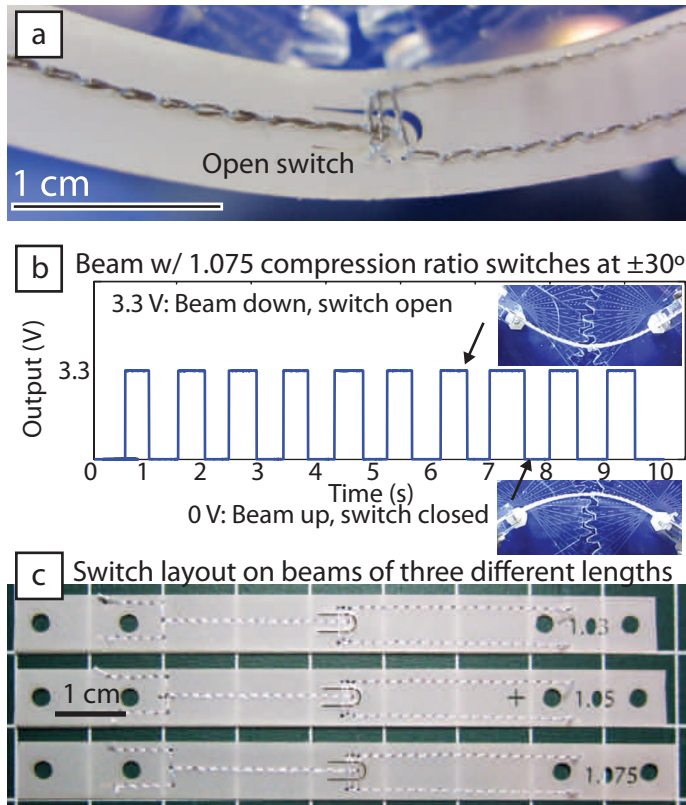 a
Open switch
1 cm
b Beam w/ 1.075 compression ratio switches at ±30º
3.3 V: Beam down, switch open
Output (V)
3.3
0 1 2 3 4 5 6 7 8 9 10
Time (s)
0 V: Beam up, switch closed
c Switch layout on beams of three different lengths
1.03
1 cm
+ 1.05
1.075